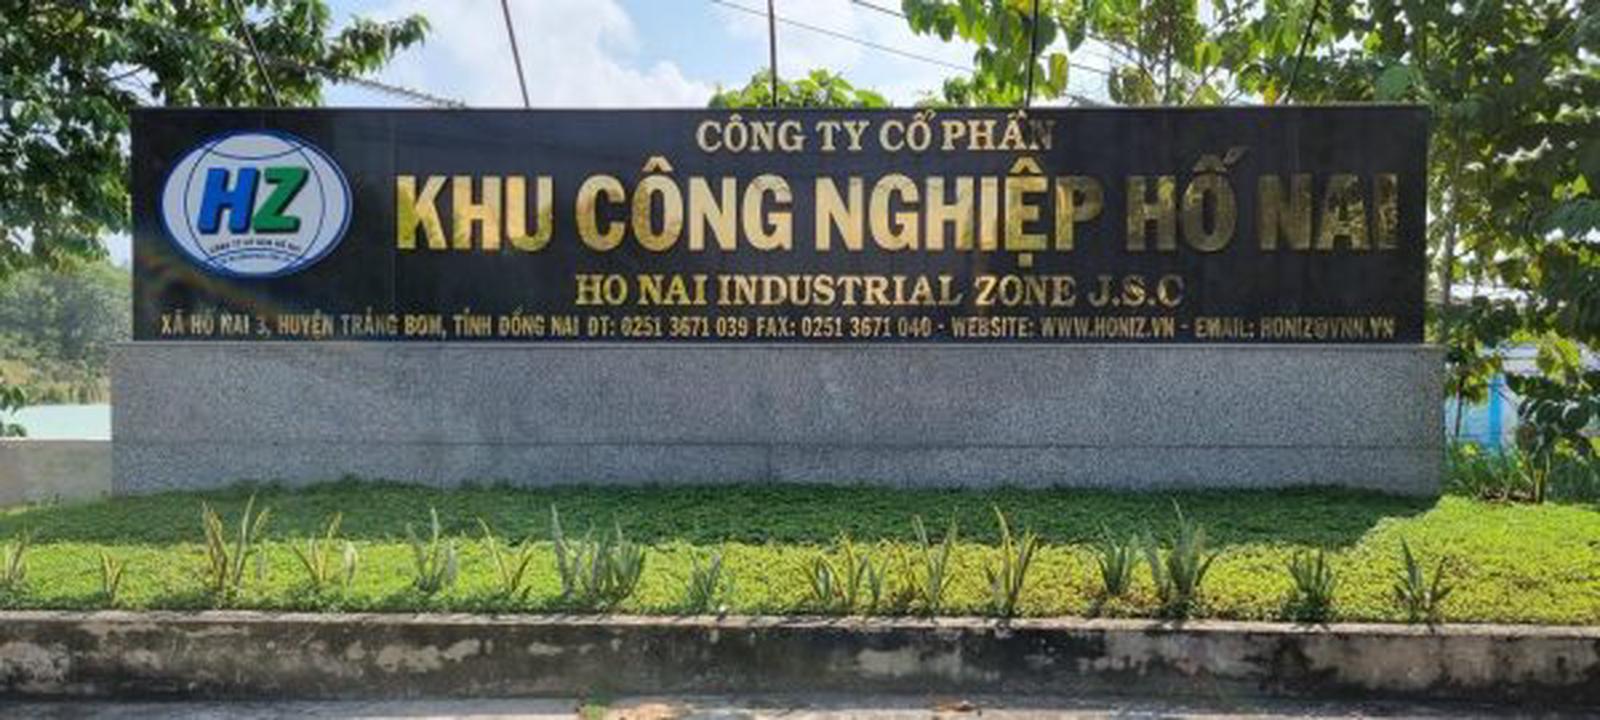 CÔNG TY CỔ PHẦN
KHU CÔNG NGHIỆP HỐ NAI
HO NAI INDUSTRIAL ZONE J.S.C
XÃ HỐ NAI 3, HUYỆN TRẢNG BOM, TỈNH ĐỒNG NAI ĐT: 0251 3671 039 FAX: 0251 3671 040 - WEBSITE: WWW.HONIZ.VN - EMAIL: HONIZ@VNN.VN
HZ